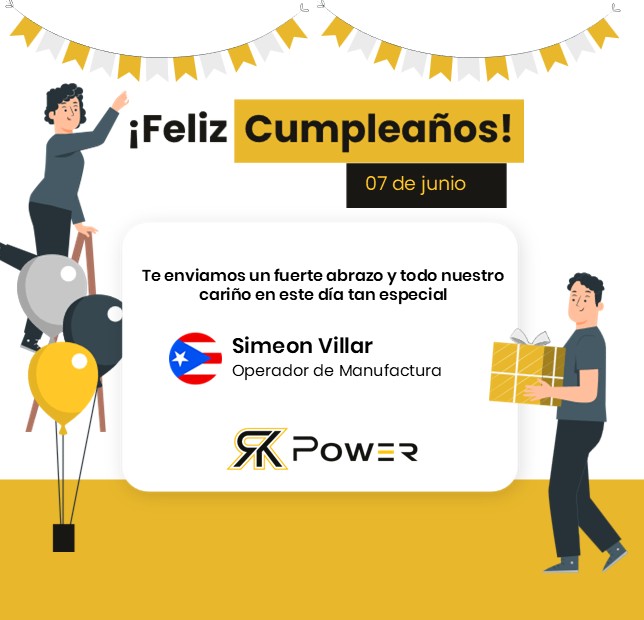 ¡Feliz Cumpleaños!
07 de junio
Te enviamos un fuerte abrazo y todo nuestro
cariño en este día tan especial
Simeon Villar
Operador de Manufactura
RK Power